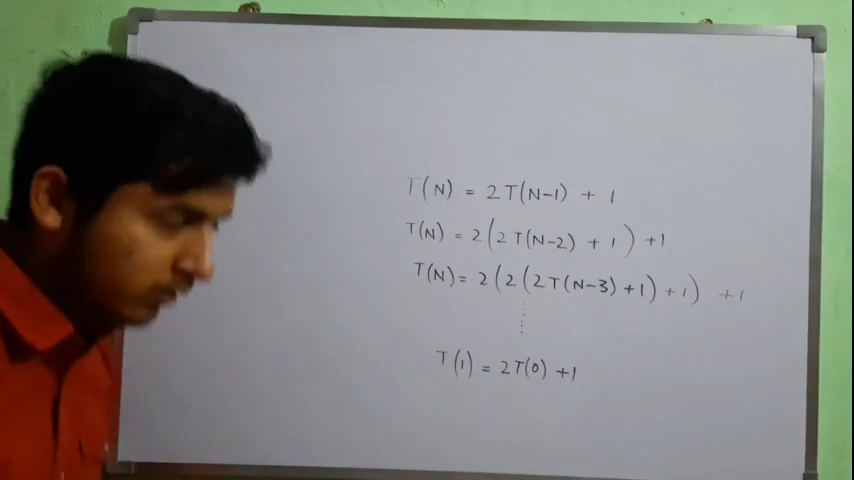 T(N) = 2T(N-1) + 1
T(N) = 2(2T(N-2) + 1) +1
T(N) = 2(2(2T(N-3) +1) +1) +1
⋮
T(1) = 2T(0) +1